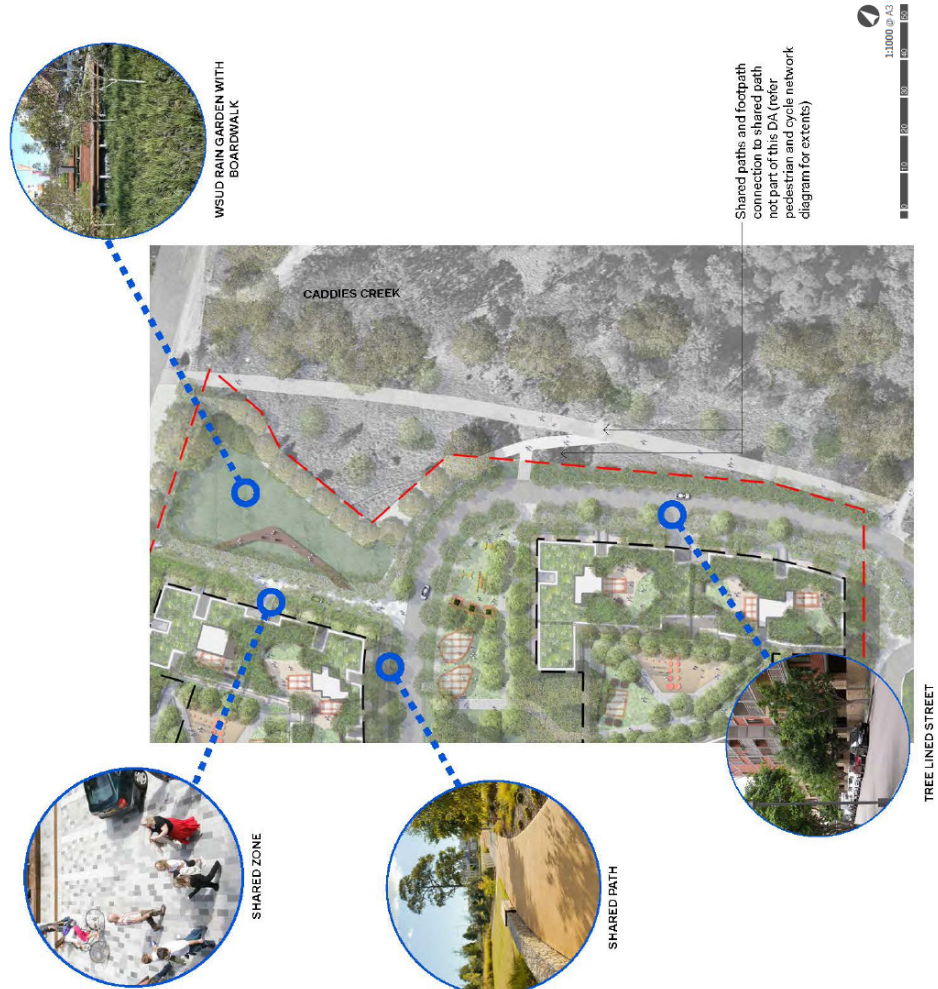 WSUD RAIN GARDEN WITH
BOARDWALK
CADDIES CREEK
Shared paths and footpath
connection to shared path
not part of this DA (refer
pedestrian and cycle network
diagram for extents)
1:1000 @ A3
0 10 20 30 40 50
SHARED ZONE
SHARED PATH
TREE LINED STREET